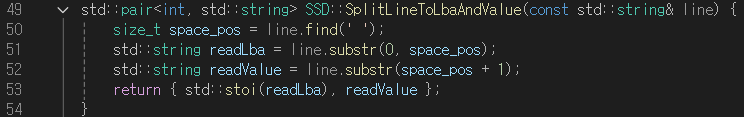 49 std::pair<int, std::string> SSD::SplitLineToLbaAndValue(const std::string& line) {
50 size_t space_pos = line.find(' ');
51 std::string readLba = line.substr(0, space_pos);
52 std::string readValue = line.substr(space_pos + 1);
53 return { std::stoi(readLba), readValue };
54 }